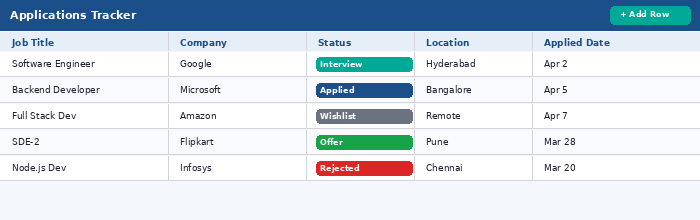 Applications Tracker + Add Row
Job Title Company Status Location Applied Date
Software Engineer Google Interview Hyderabad Apr 2
Backend Developer Microsoft Applied Bangalore Apr 5
Full Stack Dev Amazon Wishlist Remote Apr 7
SDE-2 Flipkart Offer Pune Mar 28
Node.js Dev Infosys Rejected Chennai Mar 20